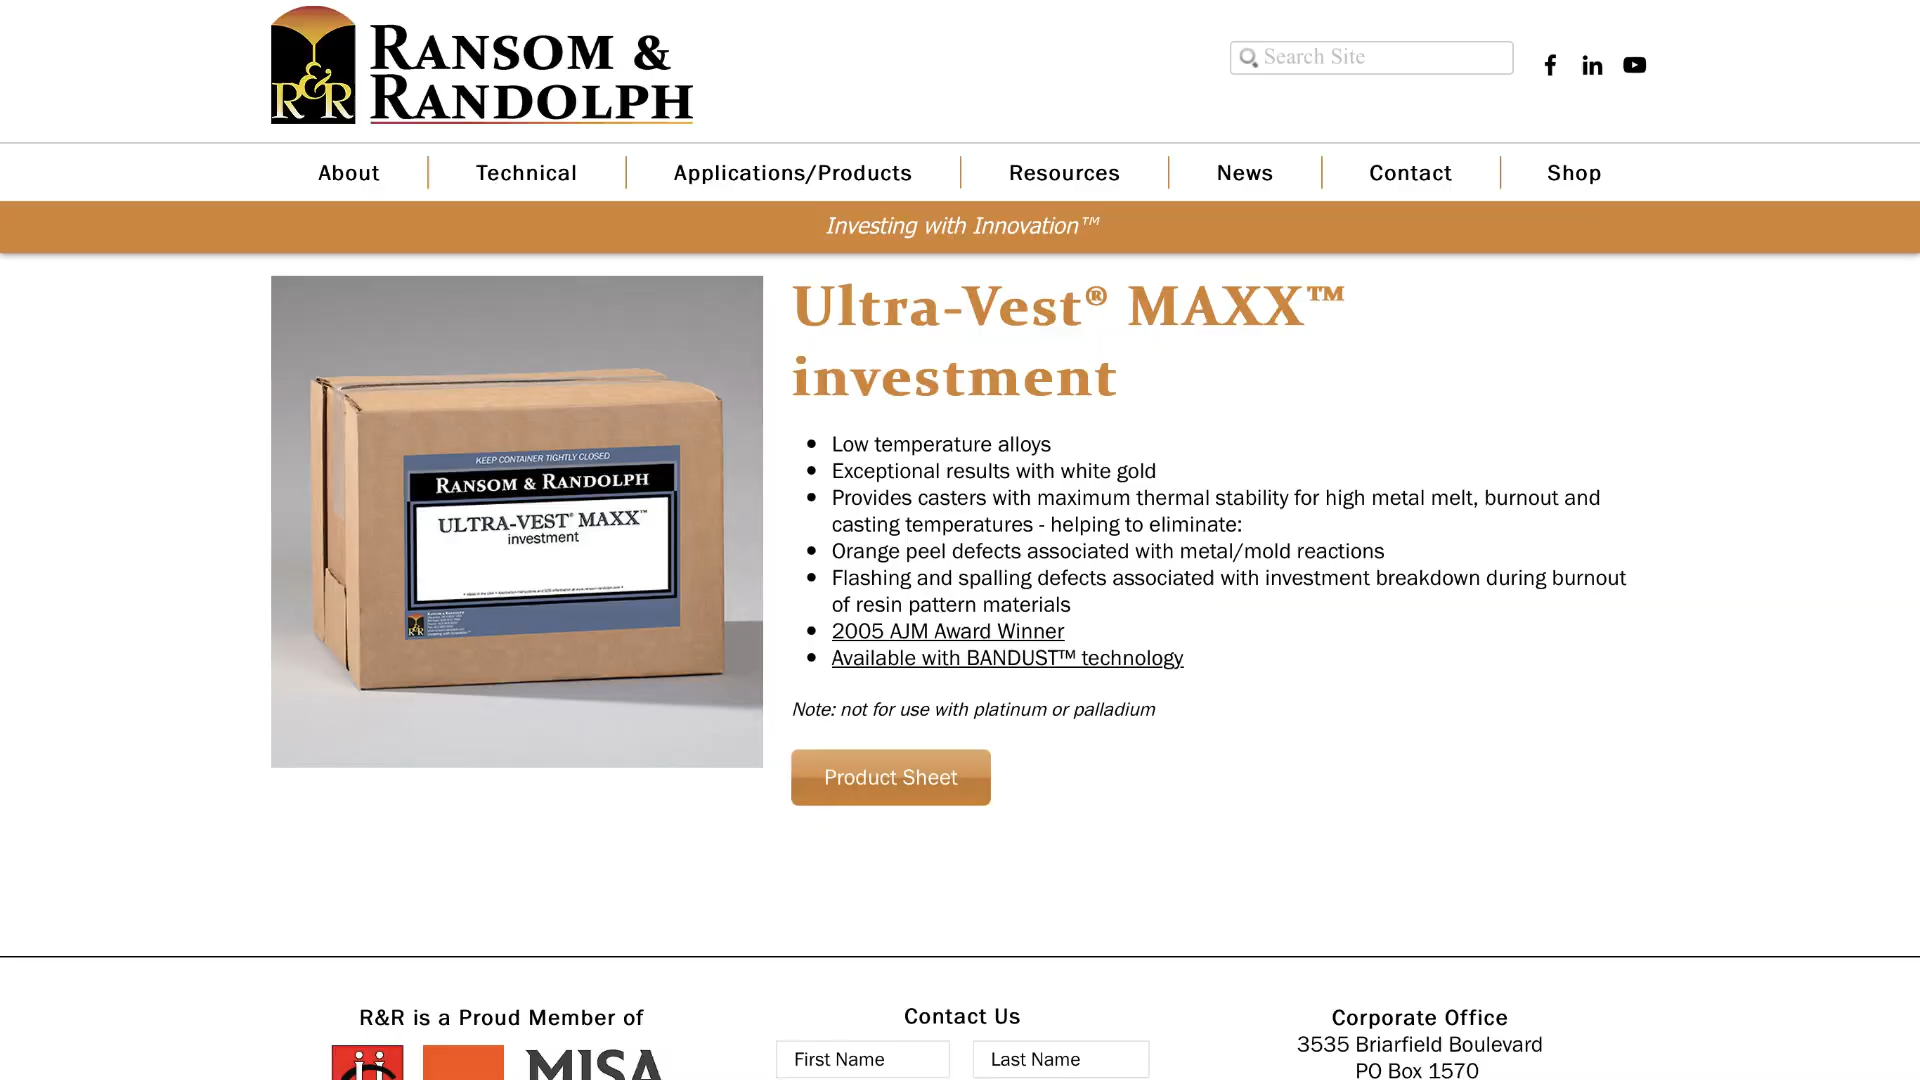 R&R
RANSOM &
RANDOLPH
Search Site
About
Technical
Applications/Products
Resources
News
Contact
Shop
Investing with Innovation™
KEEP CONTAINER TIGHTLY CLOSED
RANSOM & RANDOLPH
ULTRA-VEST® MAXX™
investment
R&R
Ultra-Vest® MAXX™
investment
• Low temperature alloys
• Exceptional results with white gold
• Provides casters with maximum thermal stability for high metal melt, burnout and
casting temperatures - helping to eliminate:
• Orange peel defects associated with metal/mold reactions
• Flashing and spalling defects associated with investment breakdown during burnout
of resin pattern materials
• 2005 AJM Award Winner
• Available with BANDUST™ technology
Note: not for use with platinum or palladium
Product Sheet
R&R is a Proud Member of
MJSA
Contact Us
First Name
Last Name
Corporate Office
3535 Briarfield Boulevard
PO Box 1570